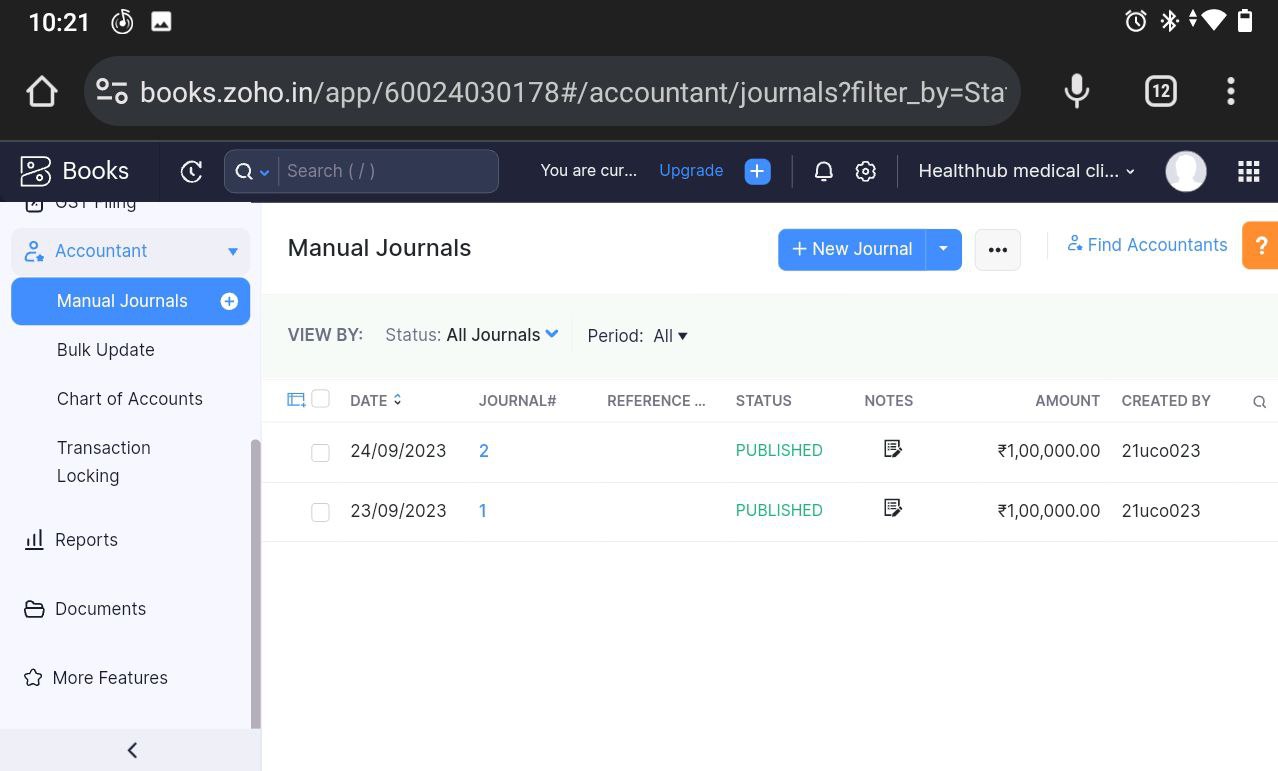 10:21
books.zoho.in/app/60024030178#/accountant/journals?filter_by=Sta
12
Books
Search ( / )
You are cur...
Upgrade
Healthhub medical cli...
GST Filing
Accountant
Manual Journals
Bulk Update
Chart of Accounts
Transaction
Locking
Reports
Documents
More Features
Manual Journals
+ New Journal
Find Accountants
?
VIEW BY: Status: All Journals Period: All
DATE JOURNAL# REFERENCE ... STATUS NOTES AMOUNT CREATED BY
24/09/2023 2 PUBLISHED ₹1,00,000.00 21uco023
23/09/2023 1 PUBLISHED ₹1,00,000.00 21uco023